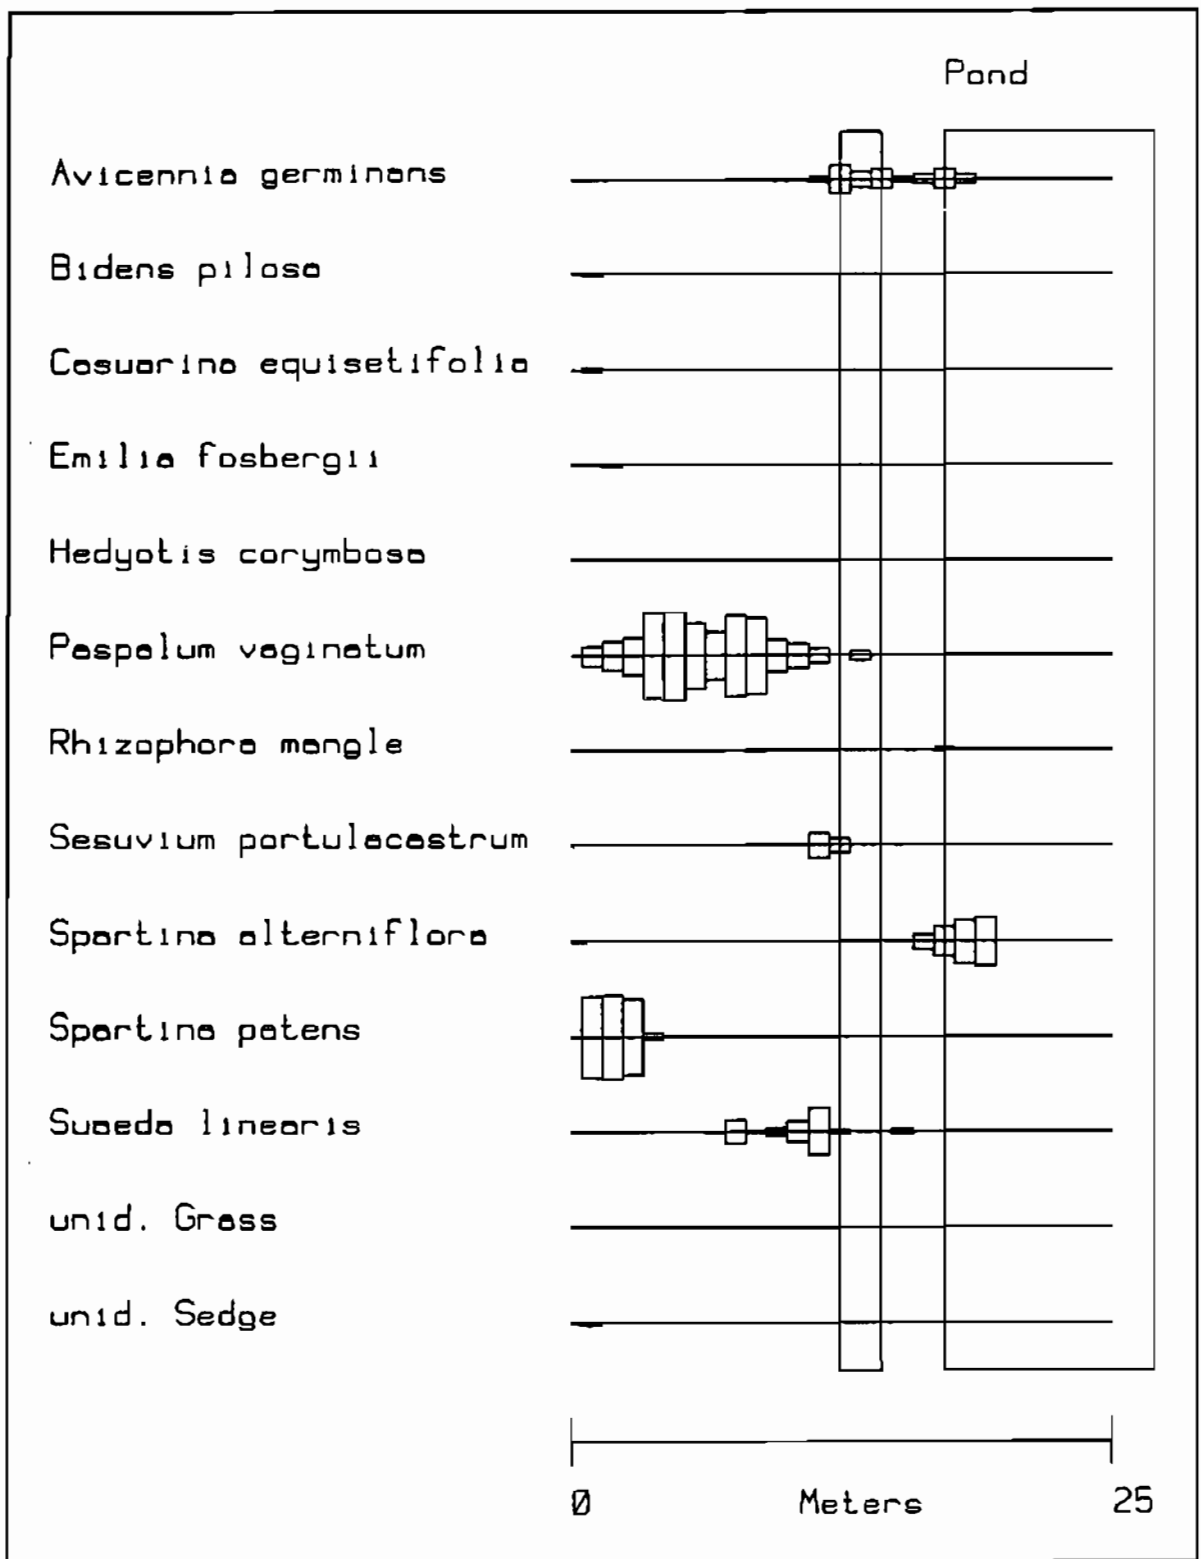 Pond
Avicennia germinans
Bidens pilosa
Casuarina equisetifolia
Emilia fosbergii
Hedyotis corymbosa
Paspalum vaginatum
Rhizophora mangle
Sesuvium portulacastrum
Spartina alterniflora
Spartina patens
Suaeda linearis
unid. Grass
unid. Sedge
0 Meters 25